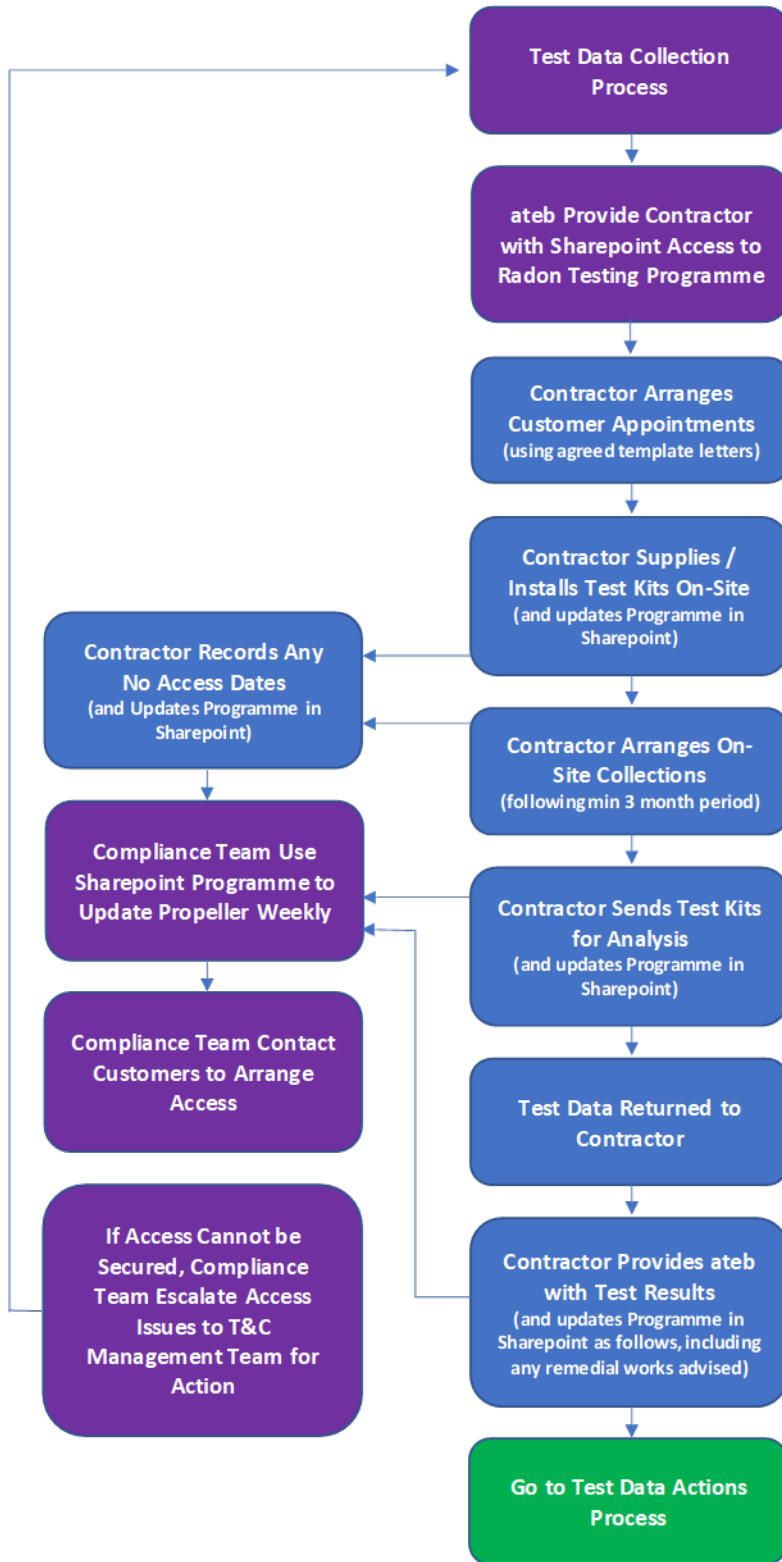 Test Data Collection
Process
ateb Provide Contractor
with Sharepoint Access to
Radon Testing Programme
Contractor Arranges
Customer Appointments
(using agreed template letters)
Contractor Supplies /
Installs Test Kits On-Site
(and updates Programme in
Sharepoint)
Contractor Records Any
No Access Dates
(and Updates Programme in
Sharepoint)
Contractor Arranges On-
Site Collections
(following min 3 month period)
Compliance Team Use
Sharepoint Programme to
Update Propeller Weekly
Contractor Sends Test Kits
for Analysis
(and updates Programme in
Sharepoint)
Compliance Team Contact
Customers to Arrange
Access
Test Data Returned to
Contractor
If Access Cannot be
Secured, Compliance
Team Escalate Access
Issues to T&C
Management Team for
Action
Contractor Provides ateb
with Test Results
(and updates Programme in
Sharepoint as follows, including
any remedial works advised)
Go to Test Data Actions
Process